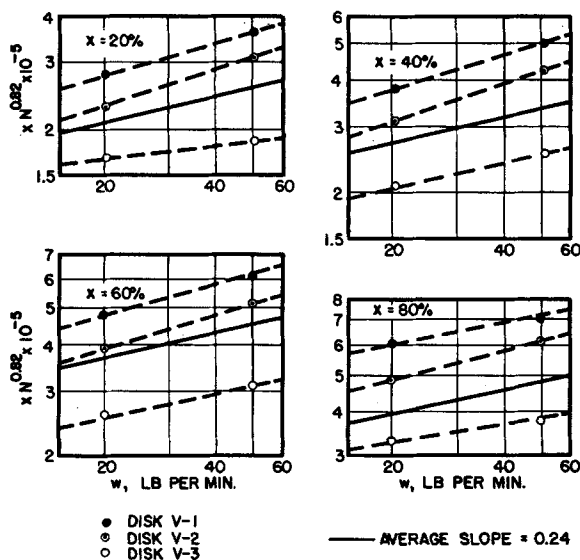 x N^0.82 x 10^-5
4
3
2
1.5
X = 20%
20
40
60
6
5
4
3
2
1.5
X = 40%
20
40
60
x N^0.82 x 10^-5
7
6
5
4
3
2
X = 60%
20
40
60
w, LB PER MIN.
8
7
6
5
4
3
X = 80%
20
40
60
w, LB PER MIN.
DISK V-1
DISK V-2
DISK V-3
AVERAGE SLOPE = 0.24